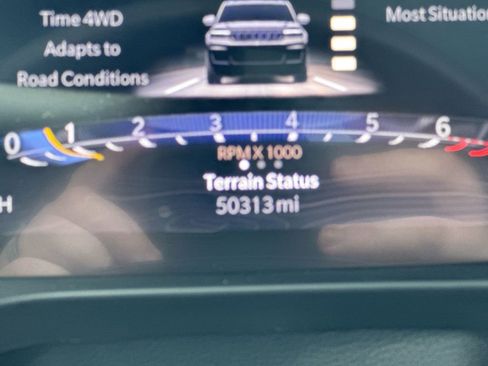 Time 4WD
Adapts to
Road Conditions
Most Situation
0 1 2 3 4 5 6
RPM X 1000
Terrain Status
50313 mi
H